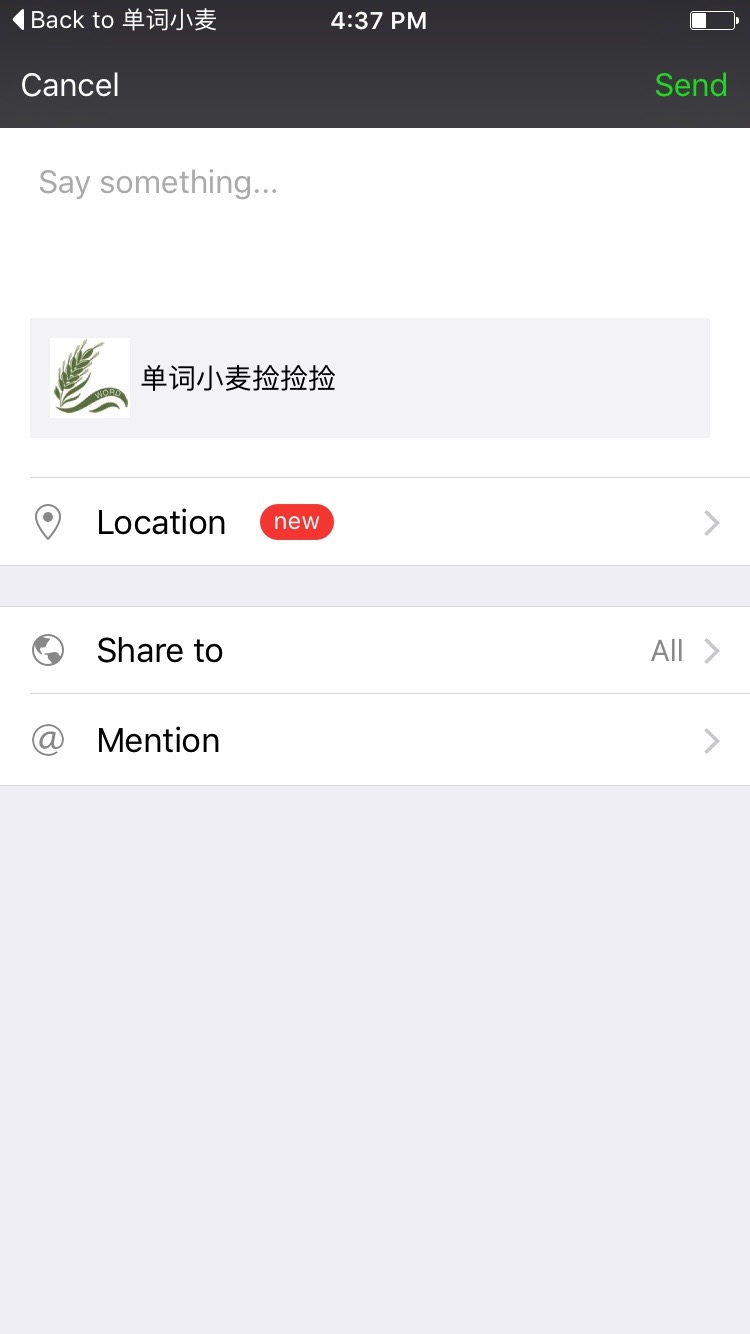 Back to 单词小麦
4:37 PM
Cancel
Send
Say something...
WORD
单词小麦捡捡捡
Location
new
Share to
All
@
Mention